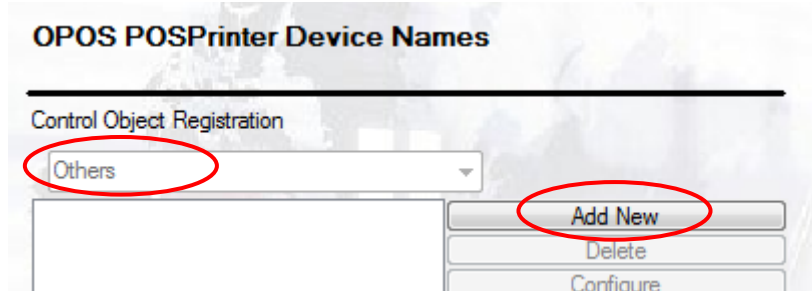 OPOS POSPrinter Device Names
Control Object Registration
Others
Add New
Delete
Configure